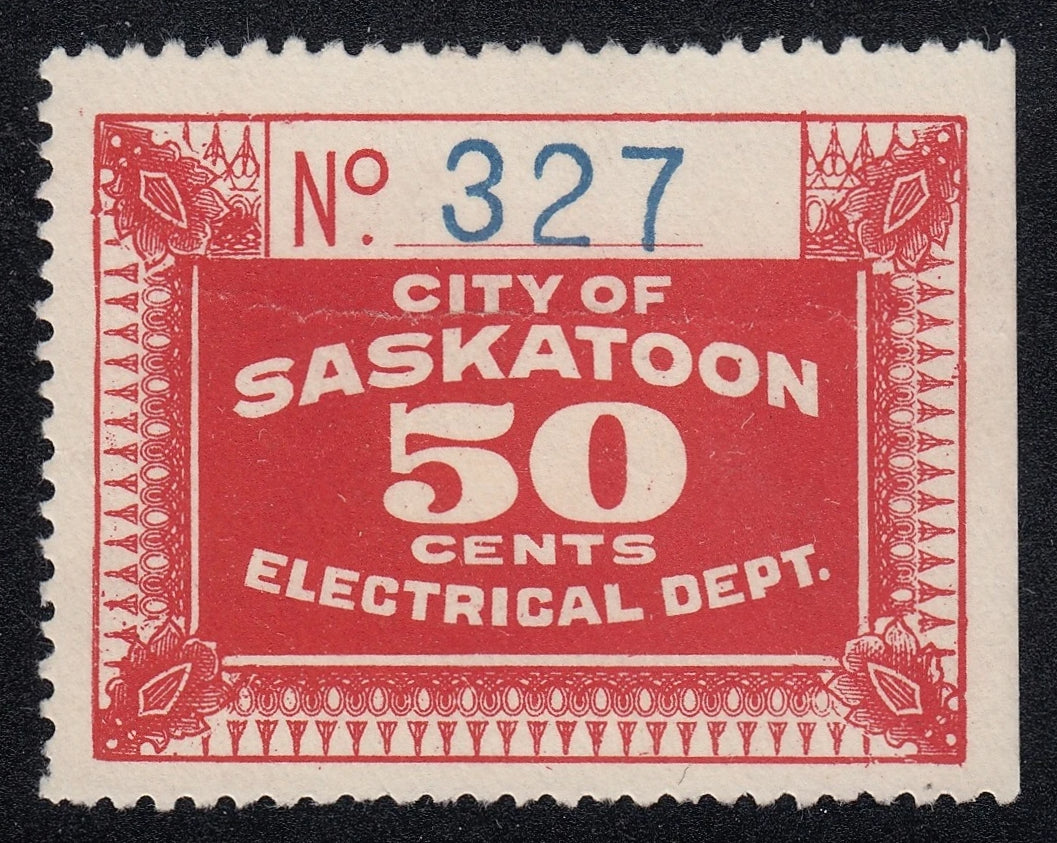 Nº. 327
CITY OF
SASKATOON
50
CENTS
ELECTRICAL DEPT.